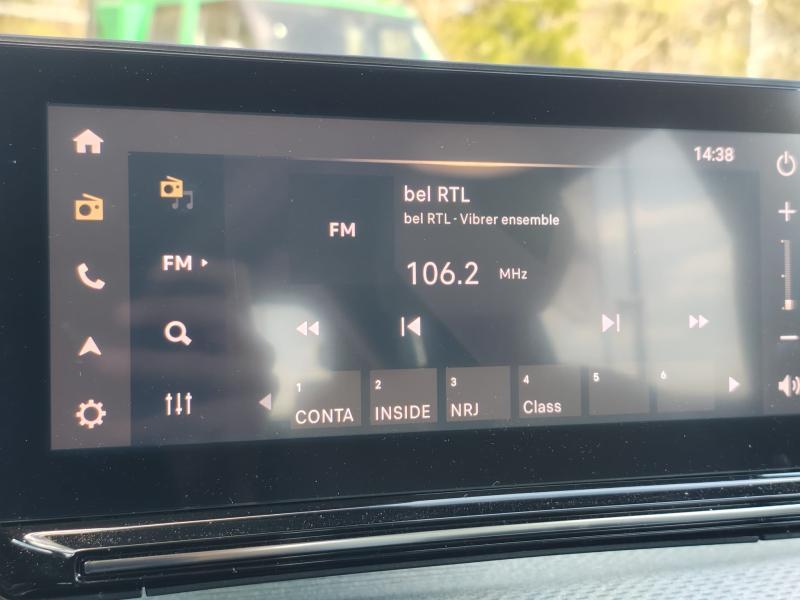 14:38
bel RTL
bel RTL - Vibrer ensemble
FM
FM
106.2 MHz
1 2 3 4 5 6
CONTA INSIDE NRJ Class